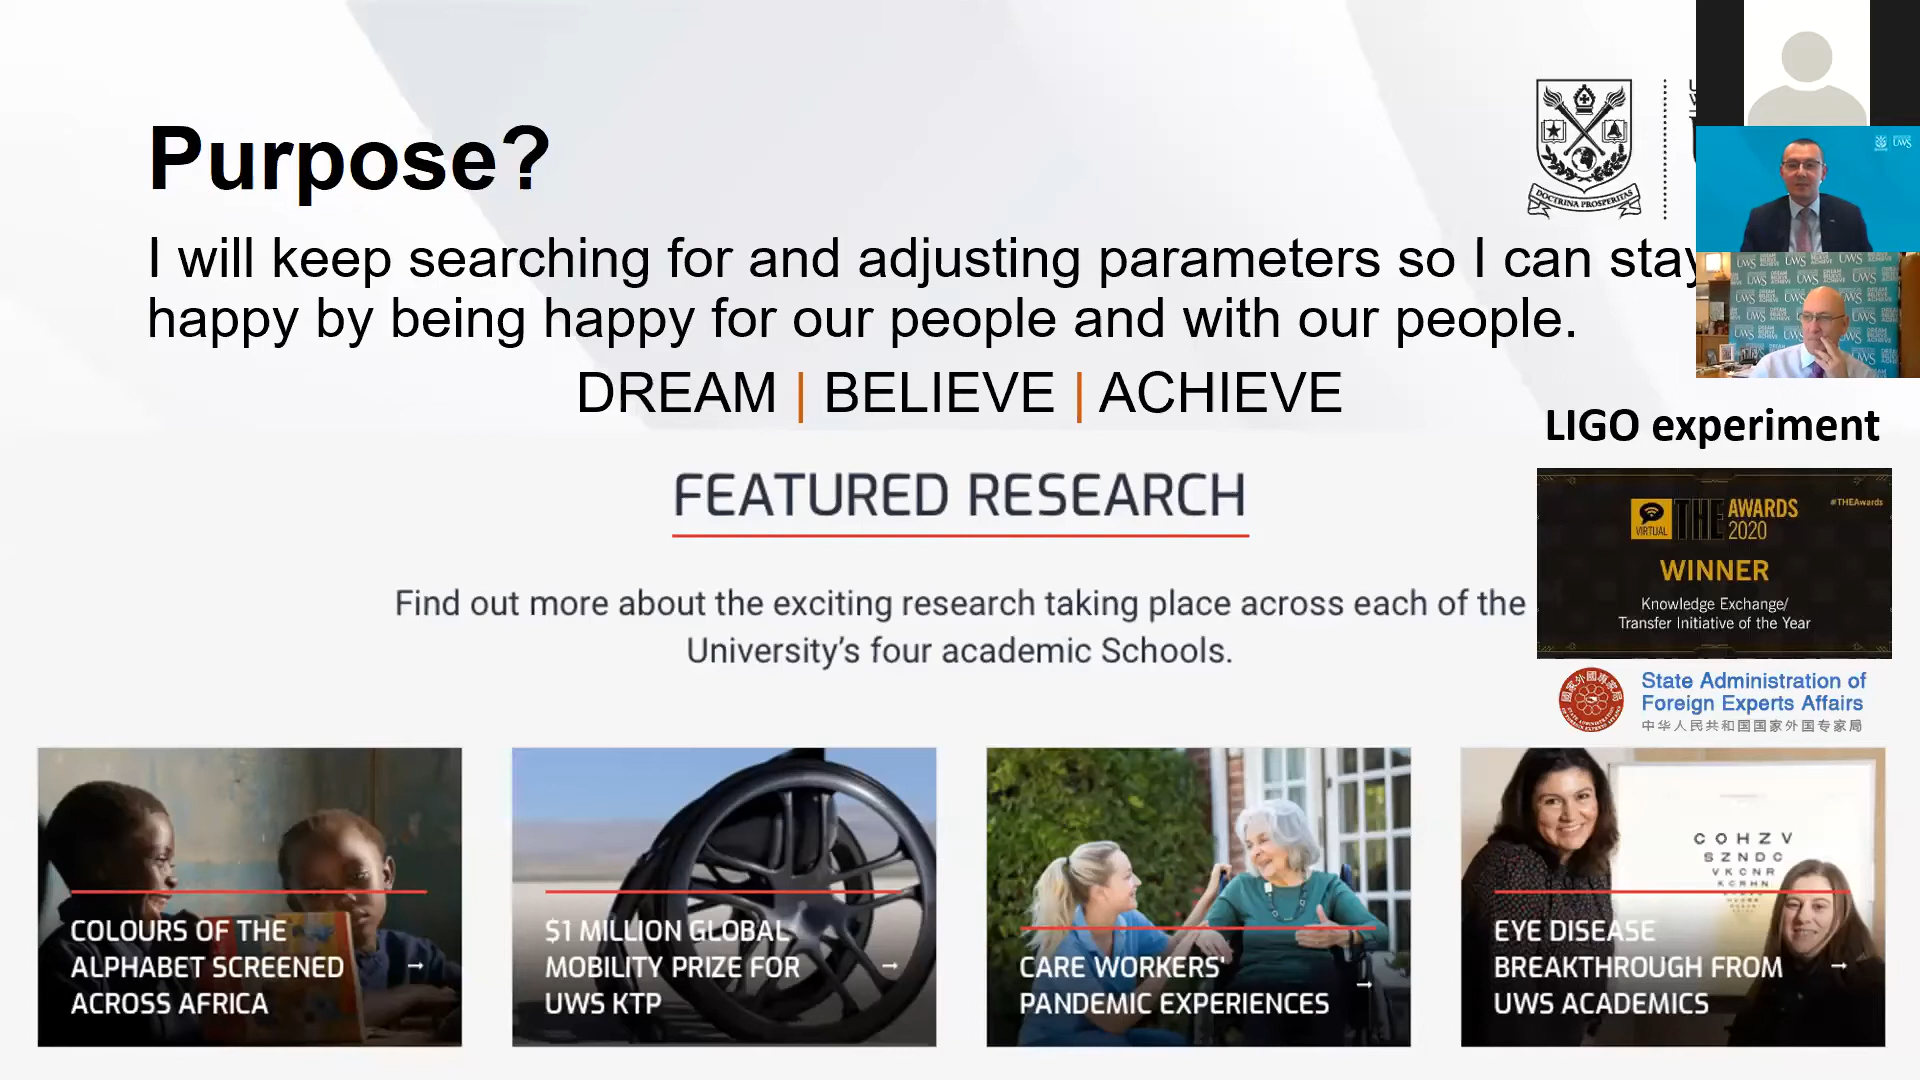 Purpose?
I will keep searching for and adjusting parameters so I can stay
happy by being happy for our people and with our people.
DREAM | BELIEVE | ACHIEVE
DOCTRINA PROSPERITAS
UWS
LIGO experiment
FEATURED RESEARCH
Find out more about the exciting research taking place across each of the
University’s four academic Schools.
#THEAwards
VIRTUAL
THE AWARDS
2020
WINNER
Knowledge Exchange/
Transfer Initiative of the Year
State Administration of
Foreign Experts Affairs
中华人民共和国国家外国专家局
COLOURS OF THE
ALPHABET SCREENED
ACROSS AFRICA
$1 MILLION GLOBAL
MOBILITY PRIZE FOR
UWS KTP
CARE WORKERS'
PANDEMIC EXPERIENCES
COHZV
SZNDC
VKCNR
KCRHN
EYE DISEASE
BREAKTHROUGH FROM
UWS ACADEMICS